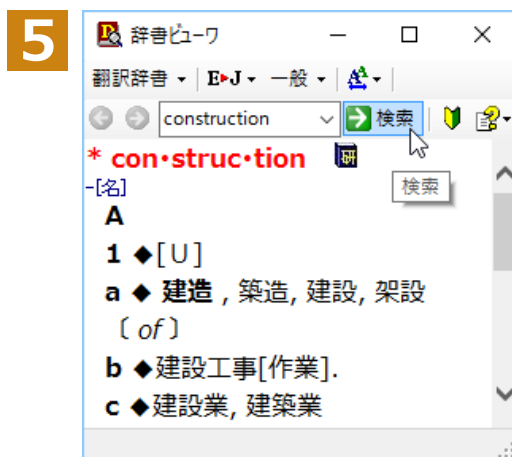 5
辞書ビューワ
翻訳辞書 E▶J 一般
construction 検索
* con•struc•tion
-[名]
検索
A
1 ◆[U]
a ◆ 建造 , 築造, 建設, 架設
〔 of 〕
b ◆建設工事[作業].
c ◆建設業, 建築業